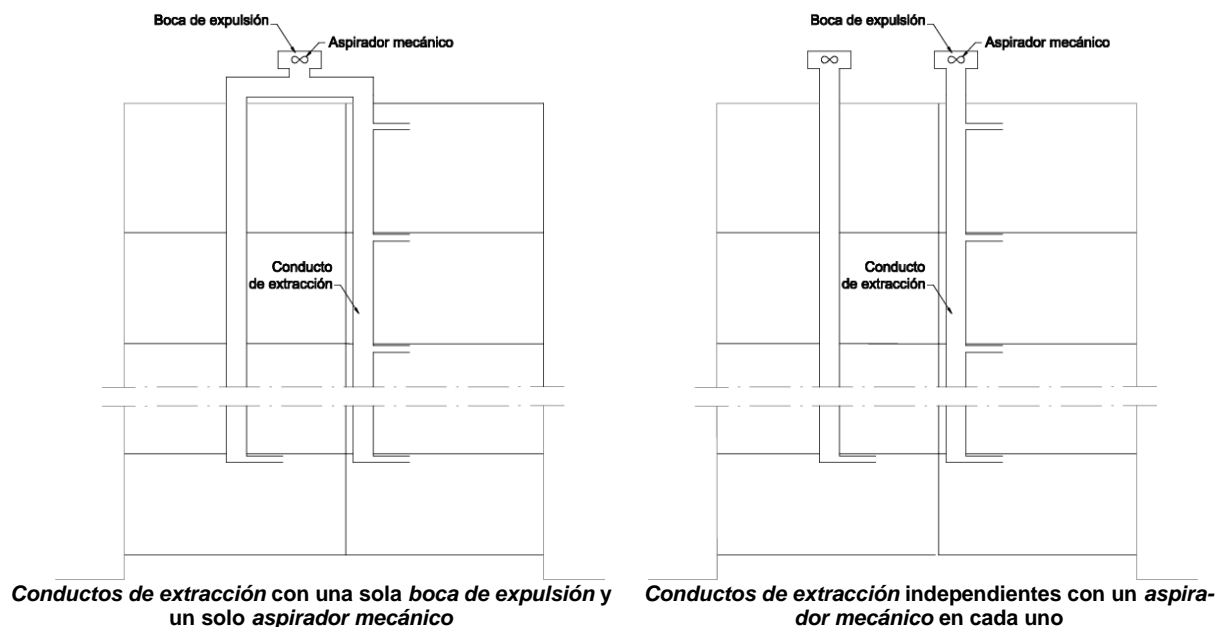 Boca de expulsión
Aspirador mecánico
Conducto
de extracción
Conductos de extracción con una sola boca de expulsión y
un solo aspirador mecánico
Boca de expulsión
Aspirador mecánico
Conducto
de extracción
Conductos de extracción independientes con un aspira-
dor mecánico en cada uno